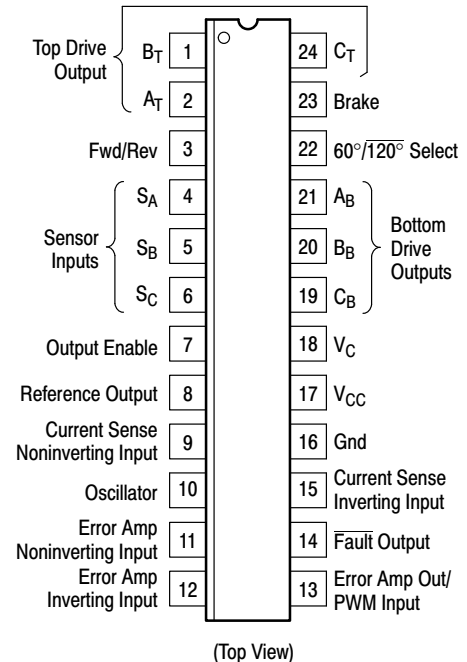 Top Drive
Output
B_T 1
A_T 2
Fwd/Rev 3
Sensor
Inputs
S_A 4
S_B 5
S_C 6
Output Enable 7
Reference Output 8
Current Sense
Noninverting Input 9
Oscillator 10
Error Amp
Noninverting Input 11
Error Amp
Inverting Input 12
24 C_T
23 Brake
22 60°/1̅2̅0̅°̅ Select
21 A_B
20 B_B
19 C_B
Bottom
Drive
Outputs
18 V_C
17 V_CC
16 Gnd
15 Current Sense
Inverting Input
14 F̅a̅u̅l̅t̅ Output
13 Error Amp Out/
PWM Input
(Top View)